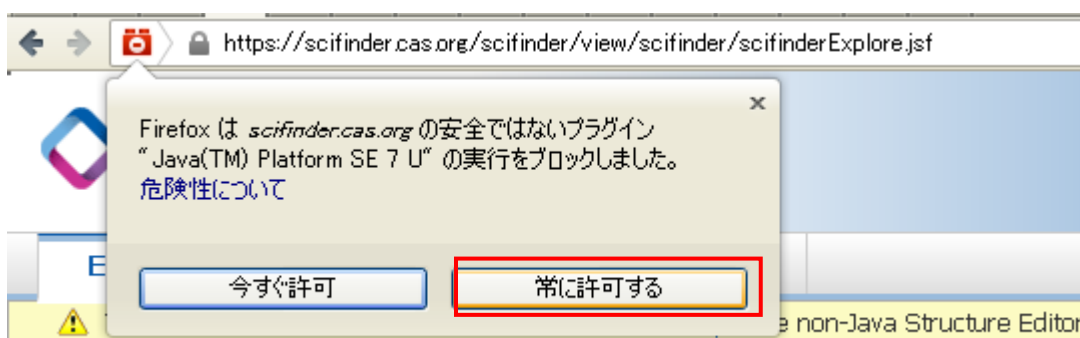 https://scifinder.cas.org/scifinder/view/scifinder/scifinderExplore.jsf
×
Firefox は scifinder.cas.org の安全ではないプラグイン
"Java(TM) Platform SE 7 U" の実行をブロックしました。
危険性について
E
今すぐ許可 常に許可する
e non-Java Structure Editor